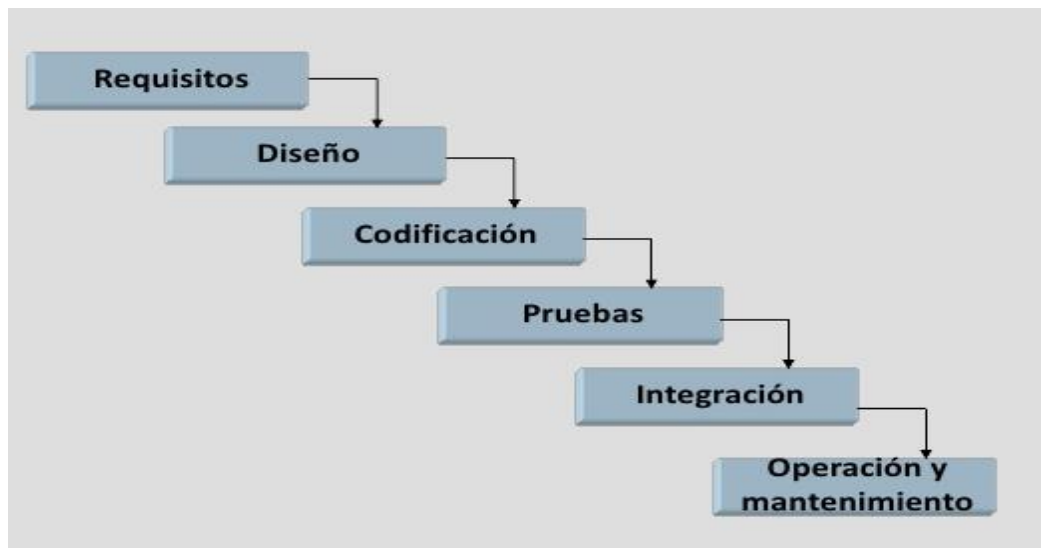 Requisitos
Diseño
Codificación
Pruebas
Integración
Operación y
mantenimiento